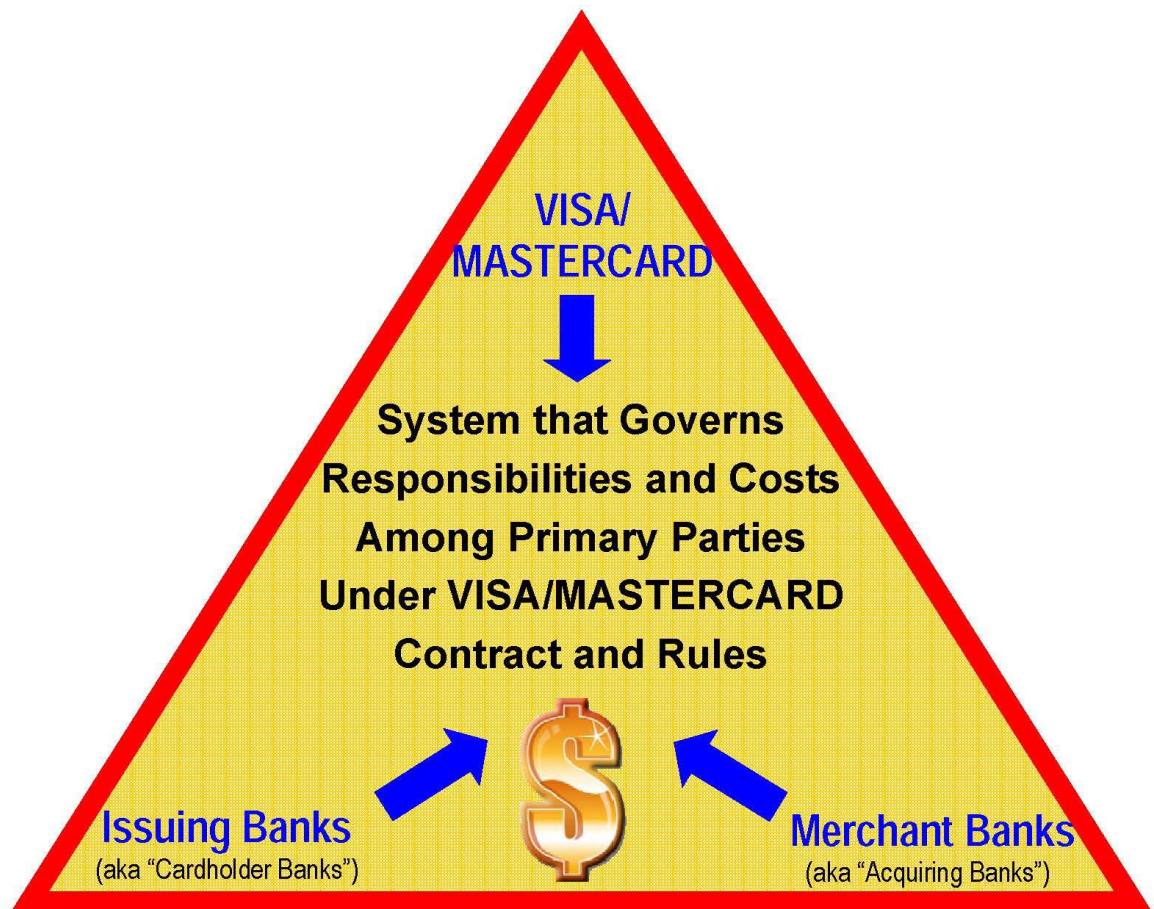 VISA/
MASTERCARD
System that Governs
Responsibilities and Costs
Among Primary Parties
Under VISA/MASTERCARD
Contract and Rules
$
Issuing Banks
(aka “Cardholder Banks”)
Merchant Banks
(aka “Acquiring Banks”)